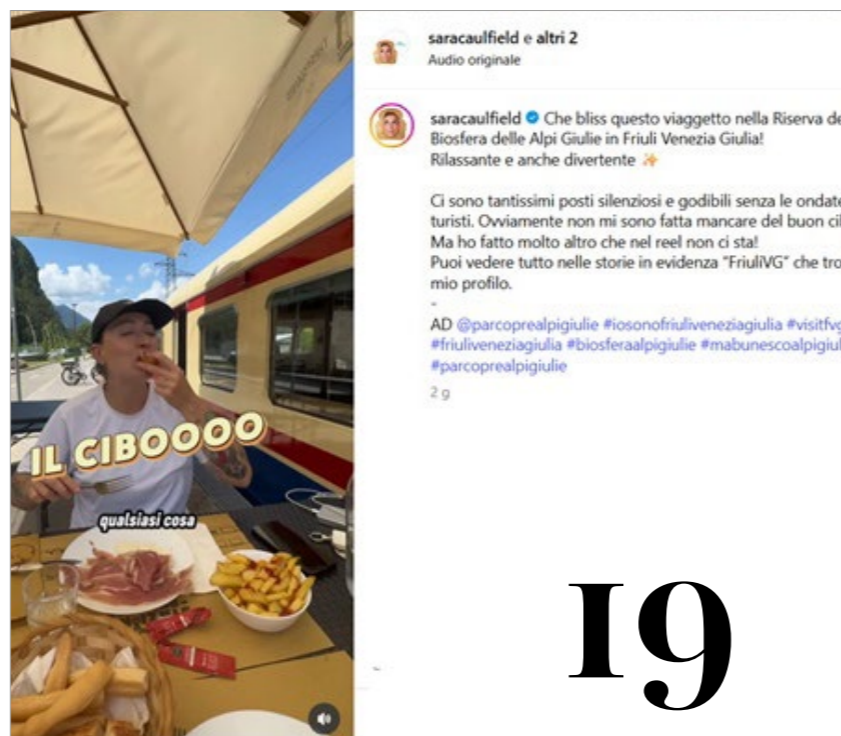 saracaulfield e altri 2
Audio originale
saracaulfield Che bliss questo viaggetto nella Riserva de
Biosfera delle Alpi Giulie in Friuli Venezia Giulia!
Rilassante e anche divertente
Ci sono tantissimi posti silenziosi e godibili senza le ondate
turisti. Ovviamente non mi sono fatta mancare del buon ci
Ma ho fatto molto altro che nel reel non ci sta!
Puoi vedere tutto nelle storie in evidenza "FriuliVG" che tro
mio profilo.
-
AD @parcoprealpigiulie #iosonofriuliveneziagiulia #visitfvg
#friuliveneziagiulia #biosferaalpigiulie #mabunescoalpigiul
#parcoprealpigiulie
2 g
IL CIBOOOO
qualsiasi cosa
19